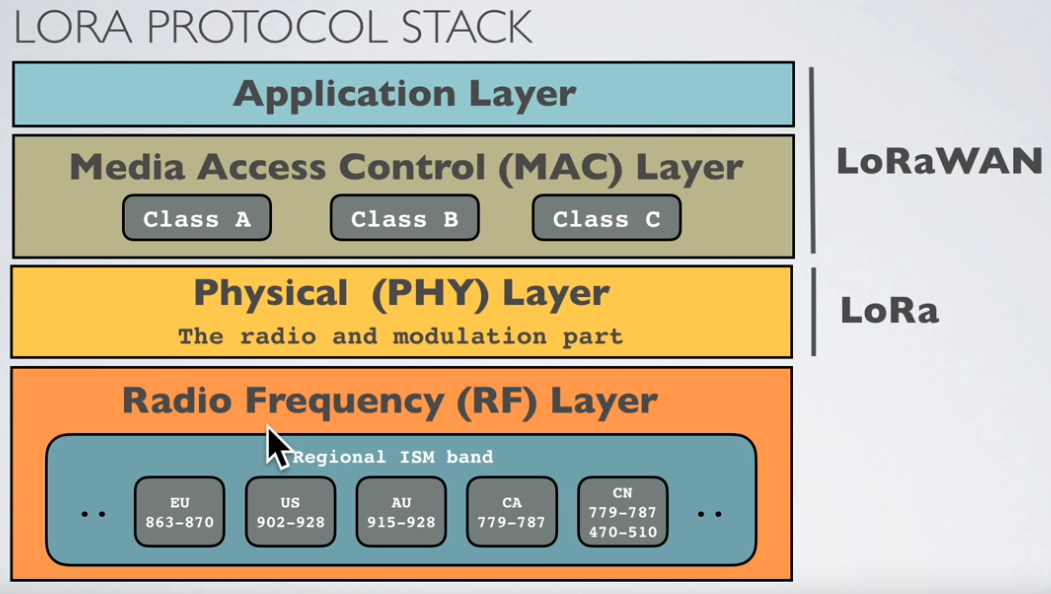 LORA PROTOCOL STACK
Application Layer
Media Access Control (MAC) Layer
Class A
Class B
Class C
LoRaWAN
Physical (PHY) Layer
The radio and modulation part
LoRa
Radio Frequency (RF) Layer
Regional ISM band
..
EU
863-870
US
902-928
AU
915-928
CA
779-787
CN
779-787
470-510
..